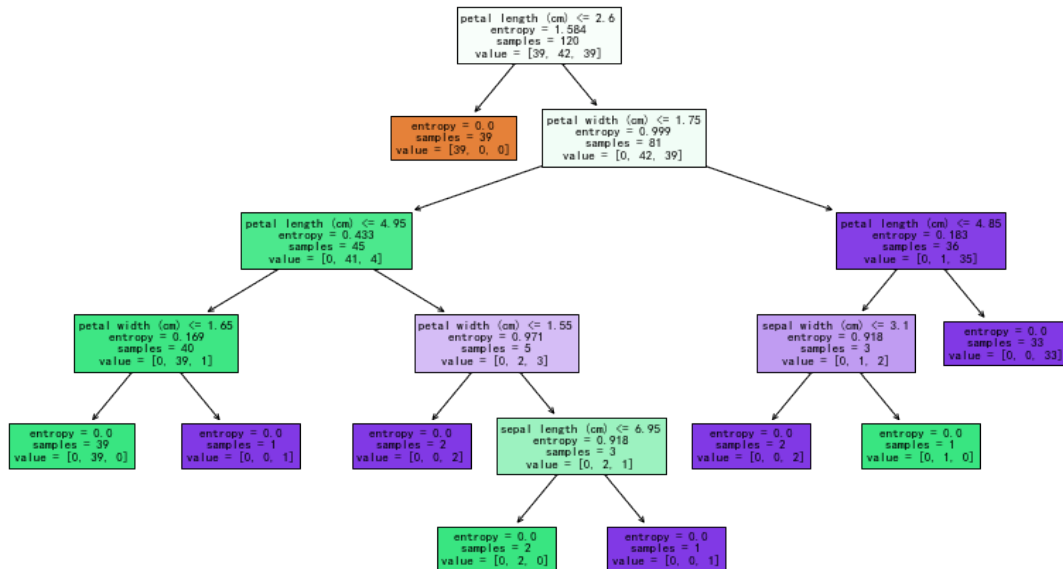 petal length (cm) <= 2.6
entropy = 1.584
samples = 120
value = [39, 42, 39]
entropy = 0.0
samples = 39
value = [39, 0, 0]
petal width (cm) <= 1.75
entropy = 0.999
samples = 81
value = [0, 42, 39]
petal length (cm) <= 4.95
entropy = 0.433
samples = 45
value = [0, 41, 4]
petal length (cm) <= 4.85
entropy = 0.183
samples = 36
value = [0, 1, 35]
petal width (cm) <= 1.65
entropy = 0.169
samples = 40
value = [0, 39, 1]
petal width (cm) <= 1.55
entropy = 0.971
samples = 5
value = [0, 2, 3]
sepal width (cm) <= 3.1
entropy = 0.918
samples = 3
value = [0, 1, 2]
entropy = 0.0
samples = 33
value = [0, 0, 33]
entropy = 0.0
samples = 39
value = [0, 39, 0]
entropy = 0.0
samples = 1
value = [0, 0, 1]
entropy = 0.0
samples = 2
value = [0, 0, 2]
sepal length (cm) <= 6.95
entropy = 0.918
samples = 3
value = [0, 2, 1]
entropy = 0.0
samples = 2
value = [0, 0, 2]
entropy = 0.0
samples = 1
value = [0, 1, 0]
entropy = 0.0
samples = 2
value = [0, 2, 0]
entropy = 0.0
samples = 1
value = [0, 0, 1]